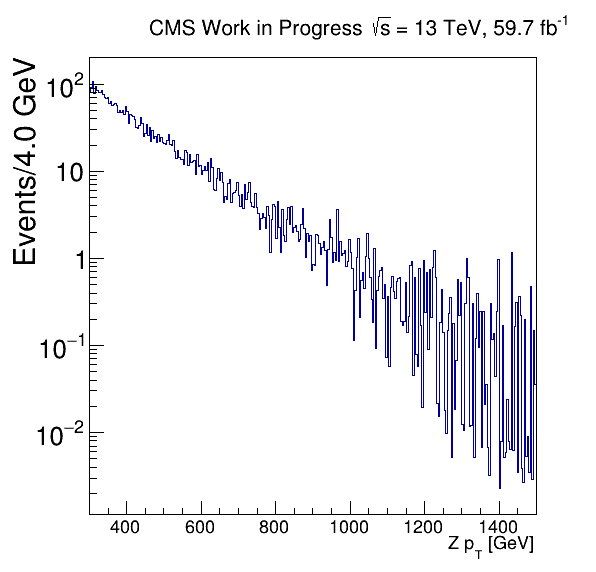 CMS Work in Progress √s = 13 TeV, 59.7 fb⁻¹
Events/4.0 GeV
10²
10
1
10⁻¹
10⁻²
400 600 800 1000 1200 1400
Z p_T [GeV]